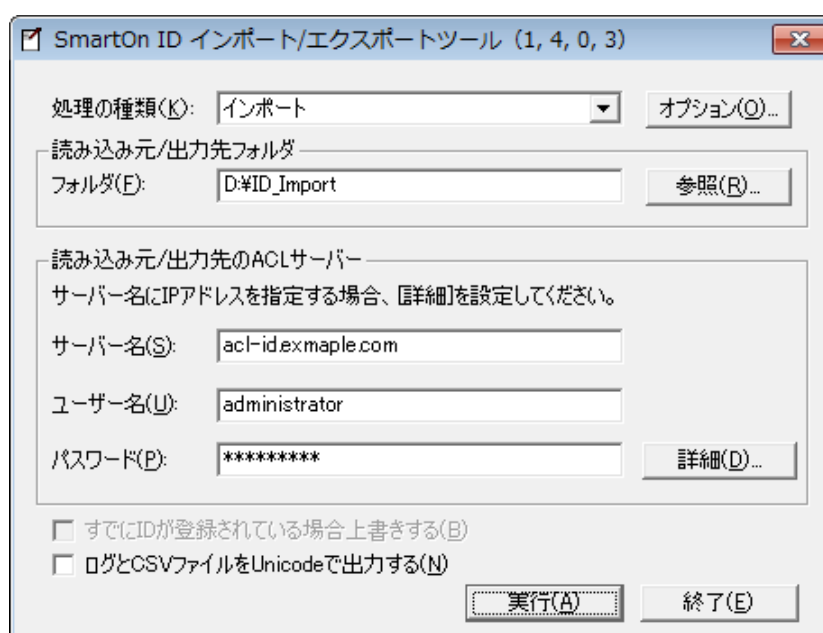 SmartOn ID インポート/エクスポートツール (1, 4, 0, 3)
処理の種類(K): インポート オプション(O)...
読み込み元/出力先フォルダ
フォルダ(F): D:¥ID_Import 参照(R)...
読み込み元/出力先のACLサーバー
サーバー名にIPアドレスを指定する場合、[詳細]を設定してください。
サーバー名(S): acl-id.exmaple.com
ユーザー名(U): administrator
パスワード(P): ********* 詳細(D)...
すでにIDが登録されている場合上書きする(B)
ログとCSVファイルをUnicodeで出力する(N)
実行(A) 終了(E)